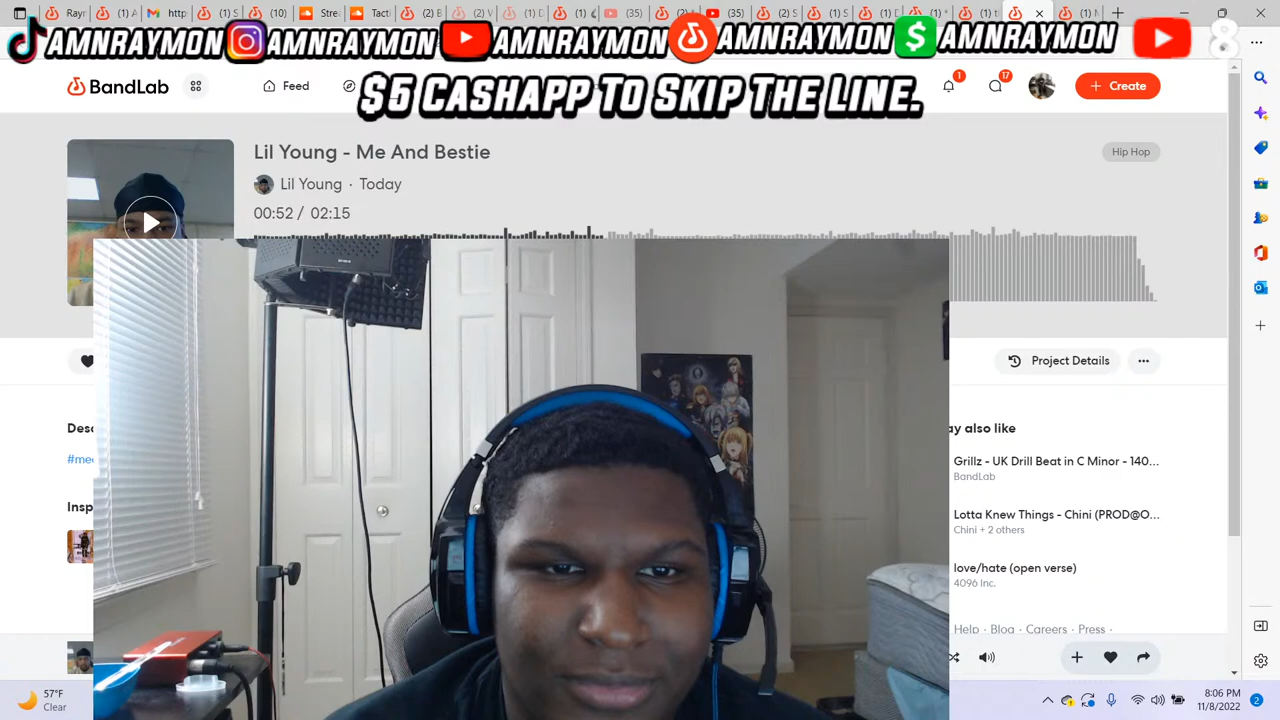 AMNRAYMON AMNRAYMON AMNRAYMON AMNRAYMON AMNRAYMON
BandLab
Feed
1
17
Create
$5 CASHAPP TO SKIP THE LINE.
Lil Young - Me And Bestie
Hip Hop
Lil Young · Today
00:52 / 02:15
Project Details
Desc
#me
Insp
ay also like
Grillz - UK Drill Beat in C Minor - 140...
BandLab
Lotta Knew Things - Chini (PROD@O...
Chini + 2 others
love/hate (open verse)
4096 Inc.
Help · Blog · Careers · Press ·
57°F
Clear
8:06 PM
11/8/2022